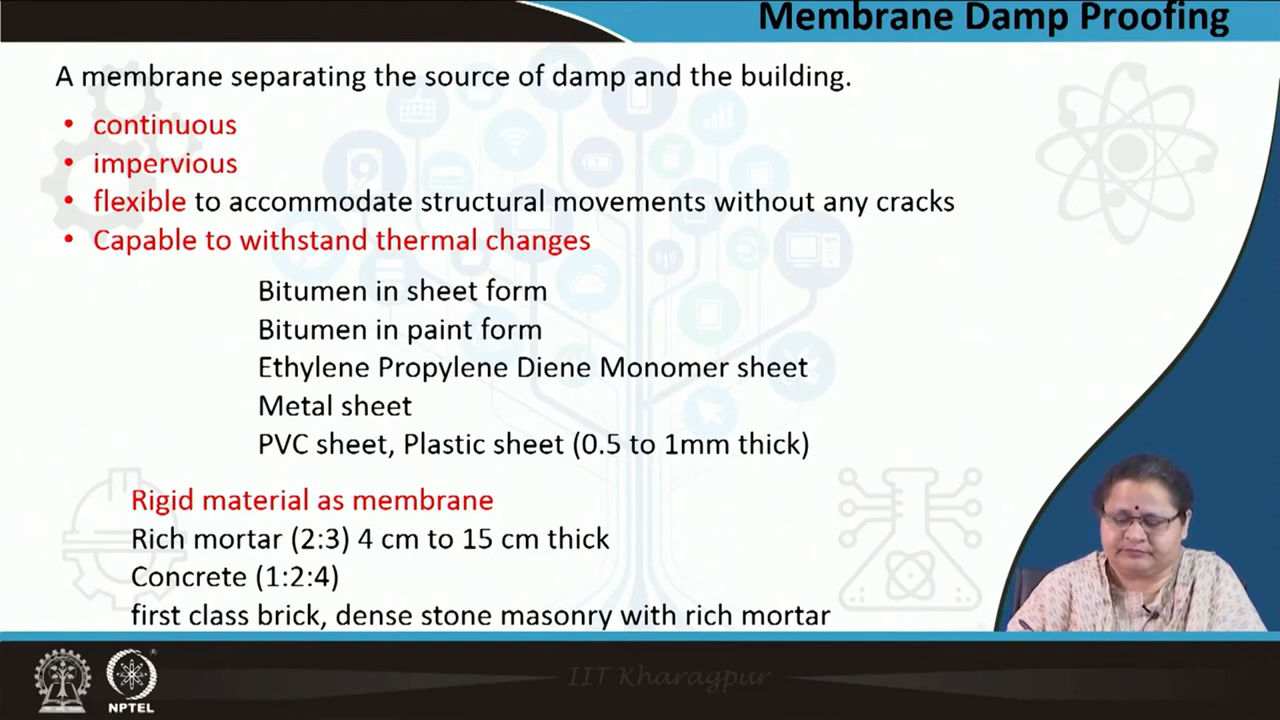 Membrane Damp Proofing
A membrane separating the source of damp and the building.
• continuous
• impervious
• flexible to accommodate structural movements without any cracks
• Capable to withstand thermal changes
Bitumen in sheet form
Bitumen in paint form
Ethylene Propylene Diene Monomer sheet
Metal sheet
PVC sheet, Plastic sheet (0.5 to 1mm thick)
Rigid material as membrane
Rich mortar (2:3) 4 cm to 15 cm thick
Concrete (1:2:4)
first class brick, dense stone masonry with rich mortar
IIT Kharagpur
NPTEL